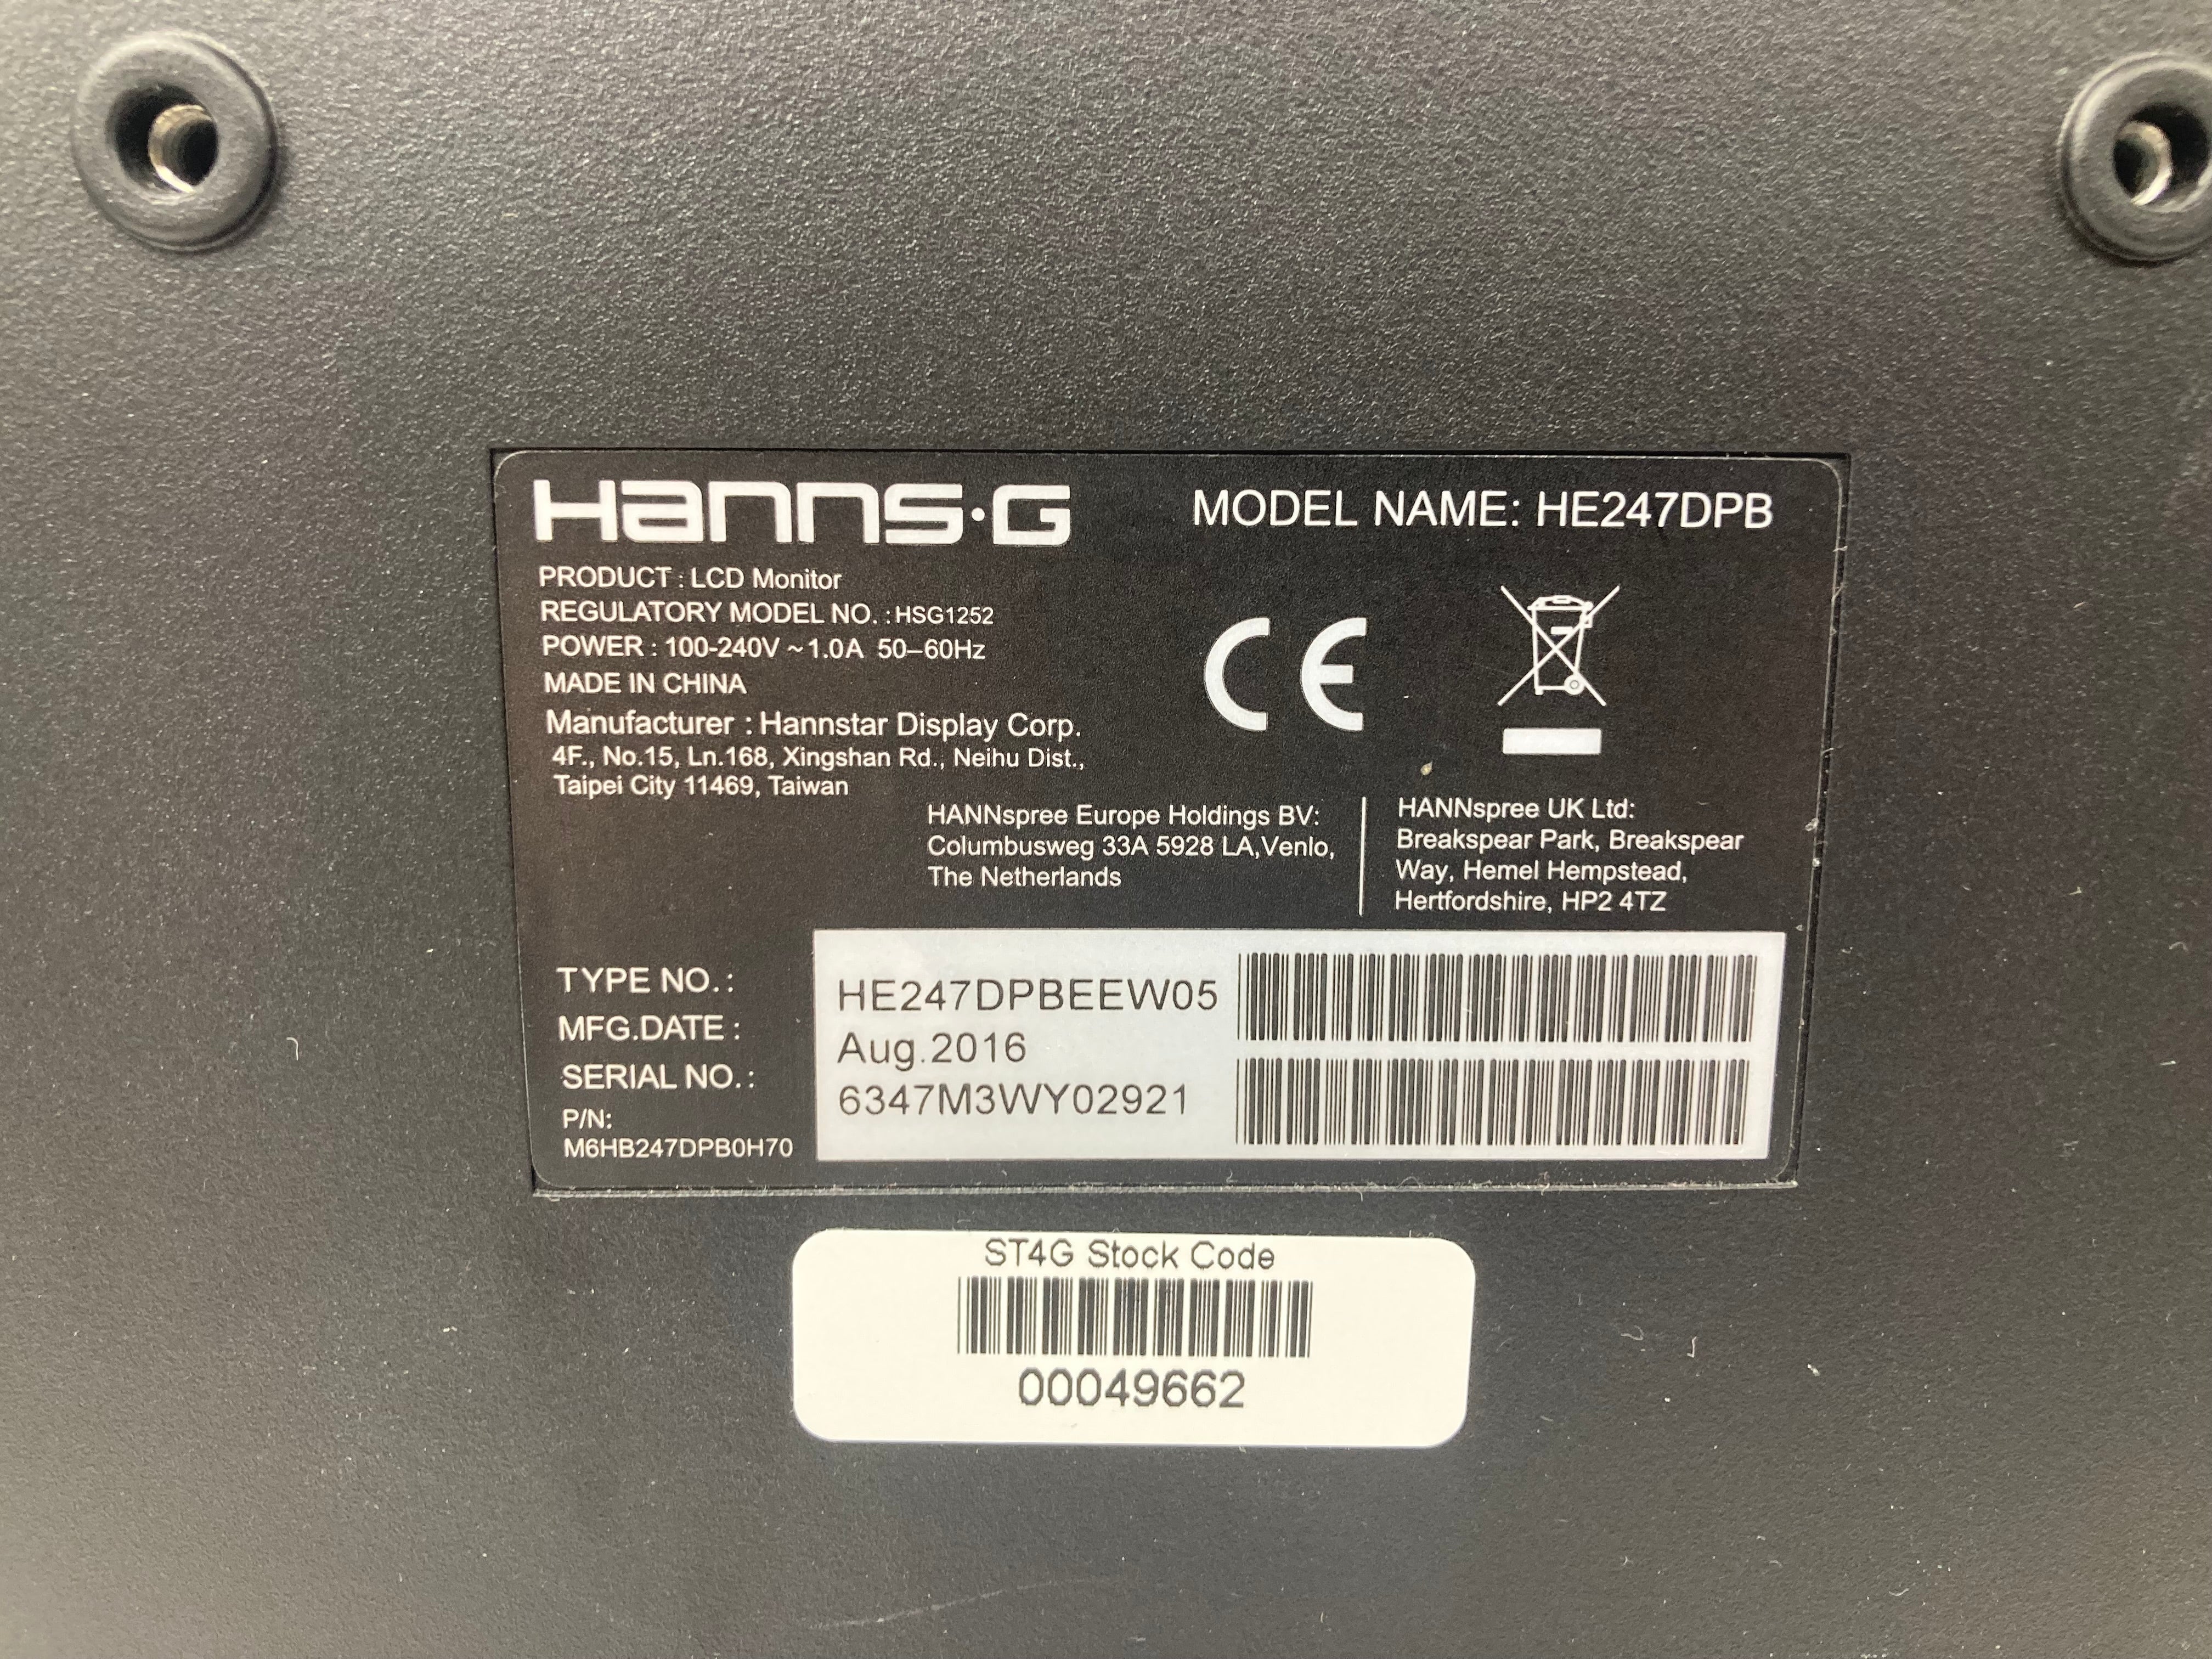 Hanns·G
MODEL NAME: HE247DPB
PRODUCT : LCD Monitor
REGULATORY MODEL NO. : HSG1252
POWER : 100-240V ~ 1.0A 50–60Hz
MADE IN CHINA
Manufacturer : Hannstar Display Corp.
4F., No.15, Ln.168, Xingshan Rd., Neihu Dist.,
Taipei City 11469, Taiwan
CE
HANNspree Europe Holdings BV:
Columbusweg 33A 5928 LA,Venlo,
The Netherlands
HANNspree UK Ltd:
Breakspear Park, Breakspear
Way, Hemel Hempstead,
Hertfordshire, HP2 4TZ
TYPE NO. : HE247DPBEEW05
MFG.DATE : Aug.2016
SERIAL NO. : 6347M3WY02921
P/N:
M6HB247DPB0H70
ST4G Stock Code
00049662